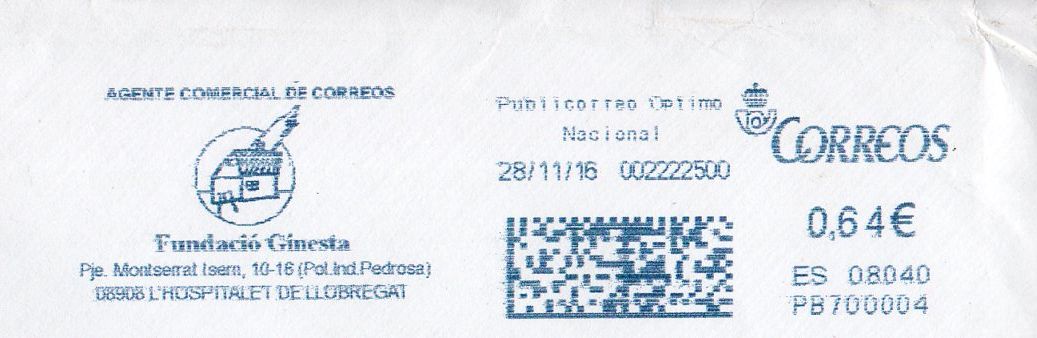 AGENTE COMERCIAL DE CORREOS
Fundació Ginesta
Pje. Montserrat Isern, 10-16 (Pol.Ind.Pedrosa)
08908 L'HOSPITALET DE LLOBREGAT
Publicorreo Optimo
Nacional
28/11/16 002222500
CORREOS
0,64€
ES 08040
PB700004